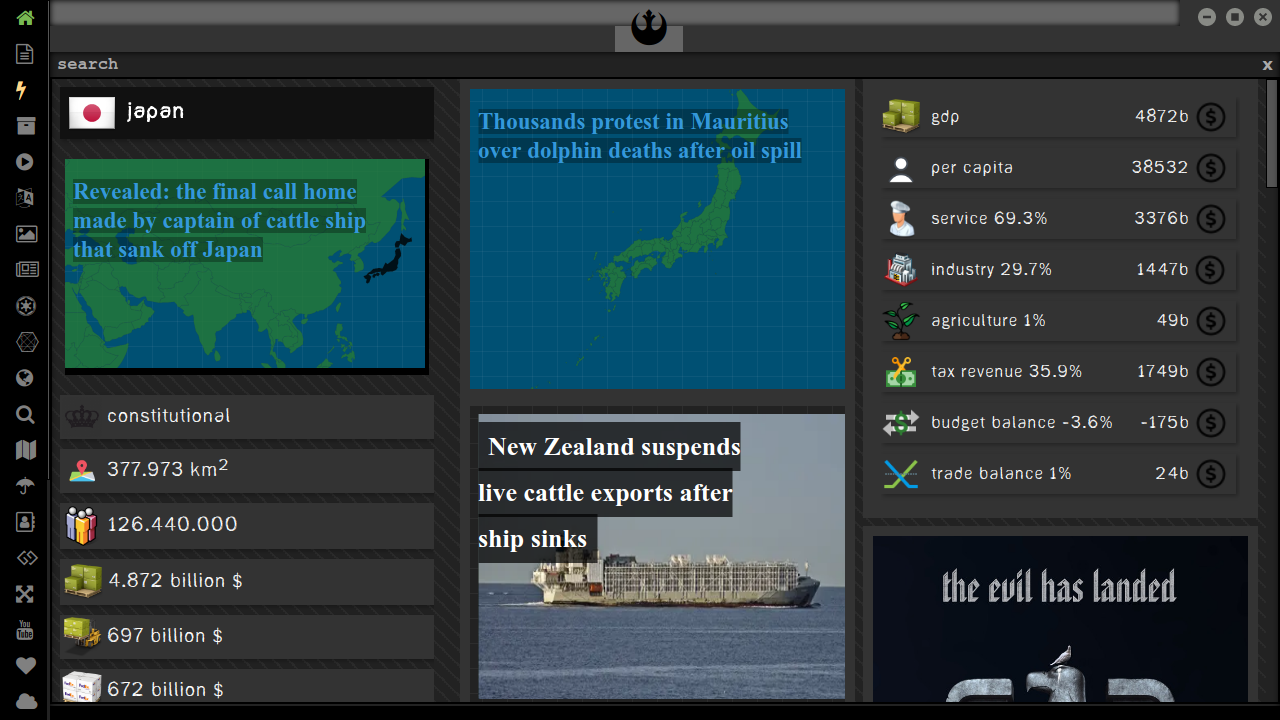 search
x
japan
Revealed: the final call home
made by captain of cattle ship
that sank off Japan
constitutional
377.973 km²
126.440.000
4.872 billion $
697 billion $
672 billion $
Thousands protest in Mauritius
over dolphin deaths after oil spill
New Zealand suspends
live cattle exports after
ship sinks
gdp 4872b
per capita 38532
service 69.3% 3376b
industry 29.7% 1447b
agriculture 1% 49b
tax revenue 35.9% 1749b
budget balance -3.6% -175b
trade balance 1% 24b
the evil has landed
You
Tube